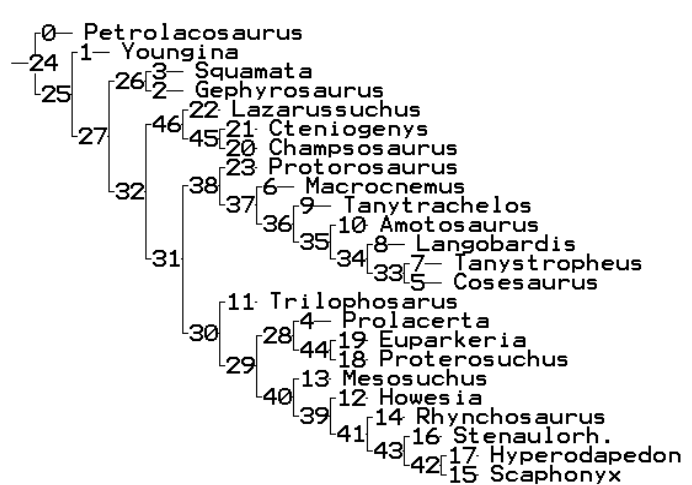 0 Petrolacosaurus
1 Youngina
24
3 Squamata
26
2 Gephyrosaurus
25
22 Lazarussuchus
46
21 Cteniogenys
27
45
20 Champsosaurus
23 Protorosaurus
32
38
6 Macrocnemus
37
9 Tanytrachelos
36
10 Amotosaurus
35
8 Langobardis
31
34
7 Tanystropheus
33
5 Cosesaurus
11 Trilophosarus
4 Prolacerta
30
28
19 Euparkeria
44
18 Proterosuchus
29
13 Mesosuchus
40
12 Howesia
39
14 Rhynchosaurus
41
16 Stenaulorh.
43
17 Hyperodapedon
42
15 Scaphonyx